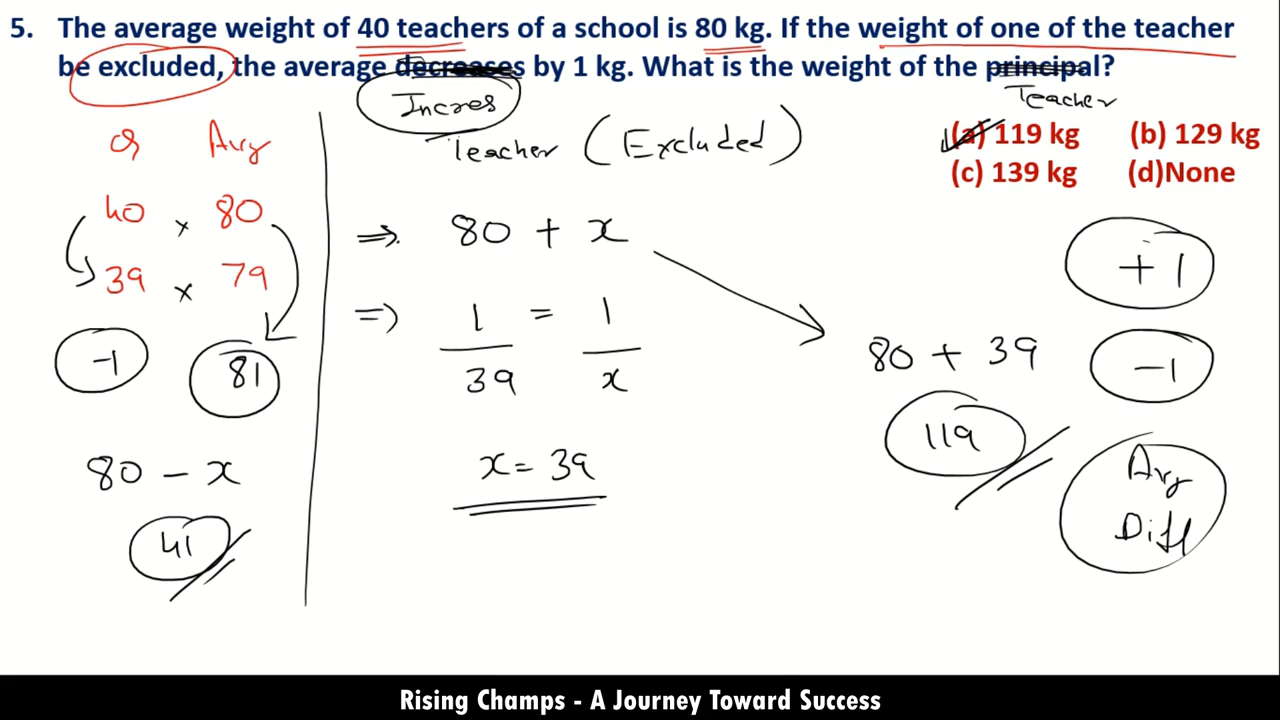 5. The average weight of 40 teachers of a school is 80 kg. If the weight of one of the teacher
be excluded, the average decreases by 1 kg. What is the weight of the principal?
Incres
Teacher
(a) 119 kg (b) 129 kg
(c) 139 kg (d)None
Avg
40 × 80
39 × 79
-1 81
80 - x
41
Teacher (Excluded)
⇒ 80 + x
⇒ 1/39 = 1/x
x = 39
80 + 39
119
+1
-1
Avg
Diff
Rising Champs - A Journey Toward Success